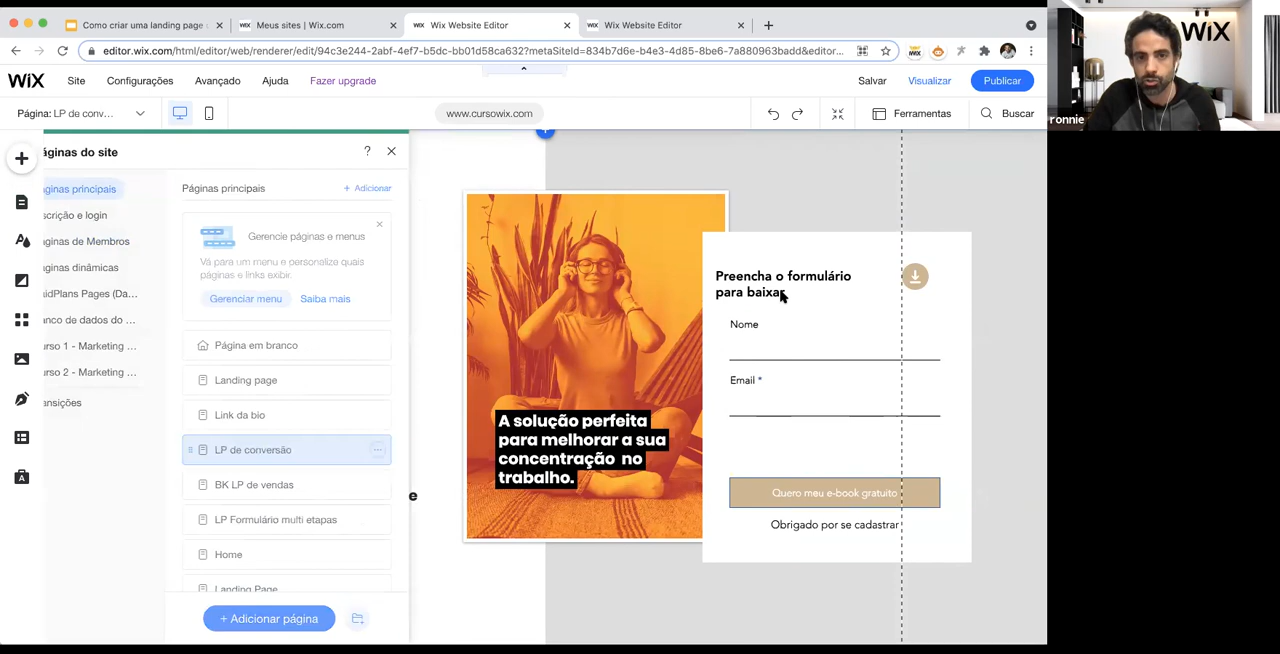 Como criar uma landing page
Meus sites | Wix.com
Wix Website Editor
Wix Website Editor
editor.wix.com/html/editor/web/renderer/edit/94c3e244-2abf-4ef7-b5dc-bb01d58ca632?metaSiteId=834b7d6e-b4e3-4d85-8be6-7a880963badd&editor...
WiX
Site
Configurações
Avançado
Ajuda
Fazer upgrade
Salvar
Visualizar
Publicar
Página: LP de conv...
www.cursowix.com
Ferramentas
Buscar
WiX
ronnie
áginas do site
?
áginas principais
scrição e login
áginas de Membros
áginas dinâmicas
aidPlans Pages (Da...
anco de dados do ...
urso 1 - Marketing ...
urso 2 - Marketing ...
ansições
Páginas principais
+ Adicionar
Gerencie páginas e menus
Vá para um menu e personalize quais
páginas e links exibir.
Gerenciar menu
Saiba mais
Página em branco
Landing page
Link da bio
LP de conversão
BK LP de vendas
LP Formulário multi etapas
Home
Landing Page
+ Adicionar página
e
A solução perfeita
para melhorar a sua
concentração no
trabalho.
Preencha o formulário
para baixar
Nome
Email *
Quero meu e-book gratuito
Obrigado por se cadastrar